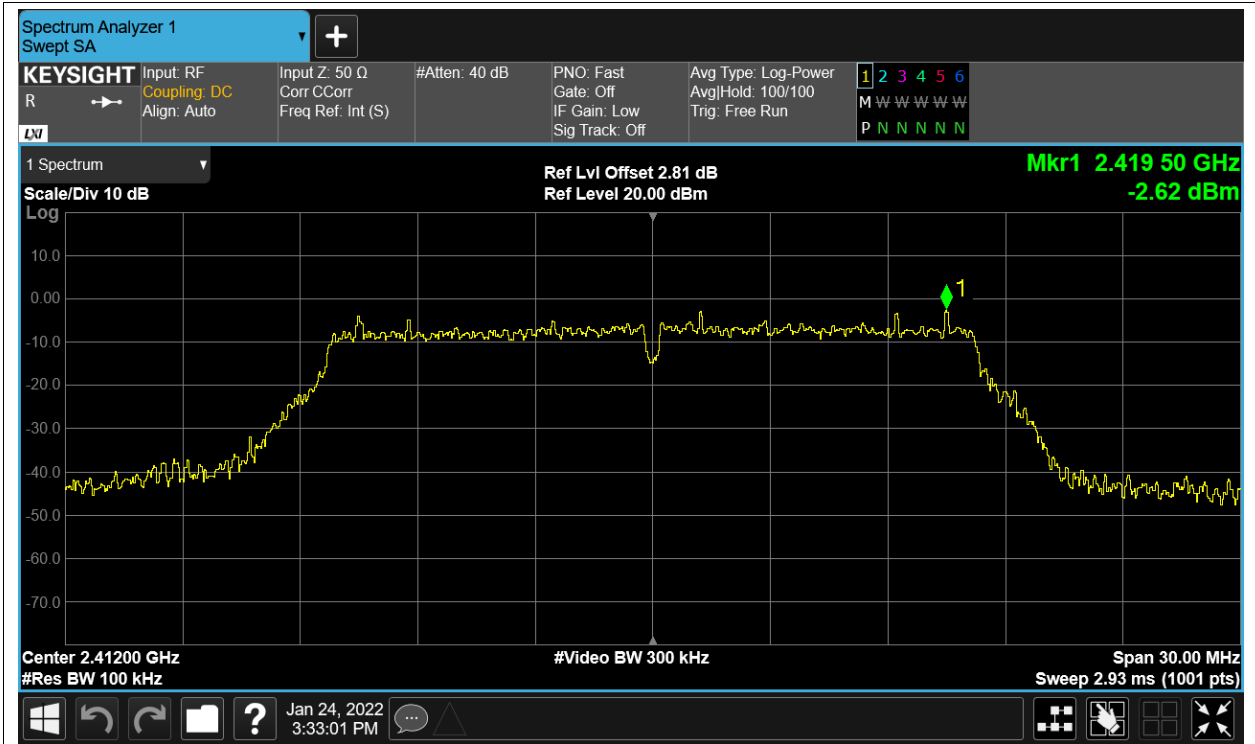 Spectrum Analyzer 1
Swept SA
KEYSIGHT
R
LXI
Input: RF
Coupling: DC
Align: Auto
Input Z: 50 Ω
Corr CCorr
Freq Ref: Int (S)
#Atten: 40 dB
PNO: Fast
Gate: Off
IF Gain: Low
Sig Track: Off
Avg Type: Log-Power
Avg|Hold: 100/100
Trig: Free Run
1 2 3 4 5 6
M W W W W W
P N N N N N
1 Spectrum
Scale/Div 10 dB
Log
Ref Lvl Offset 2.81 dB
Ref Level 20.00 dBm
Mkr1 2.419 50 GHz
-2.62 dBm
10.0
0.00
-10.0
-20.0
-30.0
-40.0
-50.0
-60.0
-70.0
1
Center 2.41200 GHz
#Res BW 100 kHz
#Video BW 300 kHz
Span 30.00 MHz
Sweep 2.93 ms (1001 pts)
?
Jan 24, 2022
3:33:01 PM